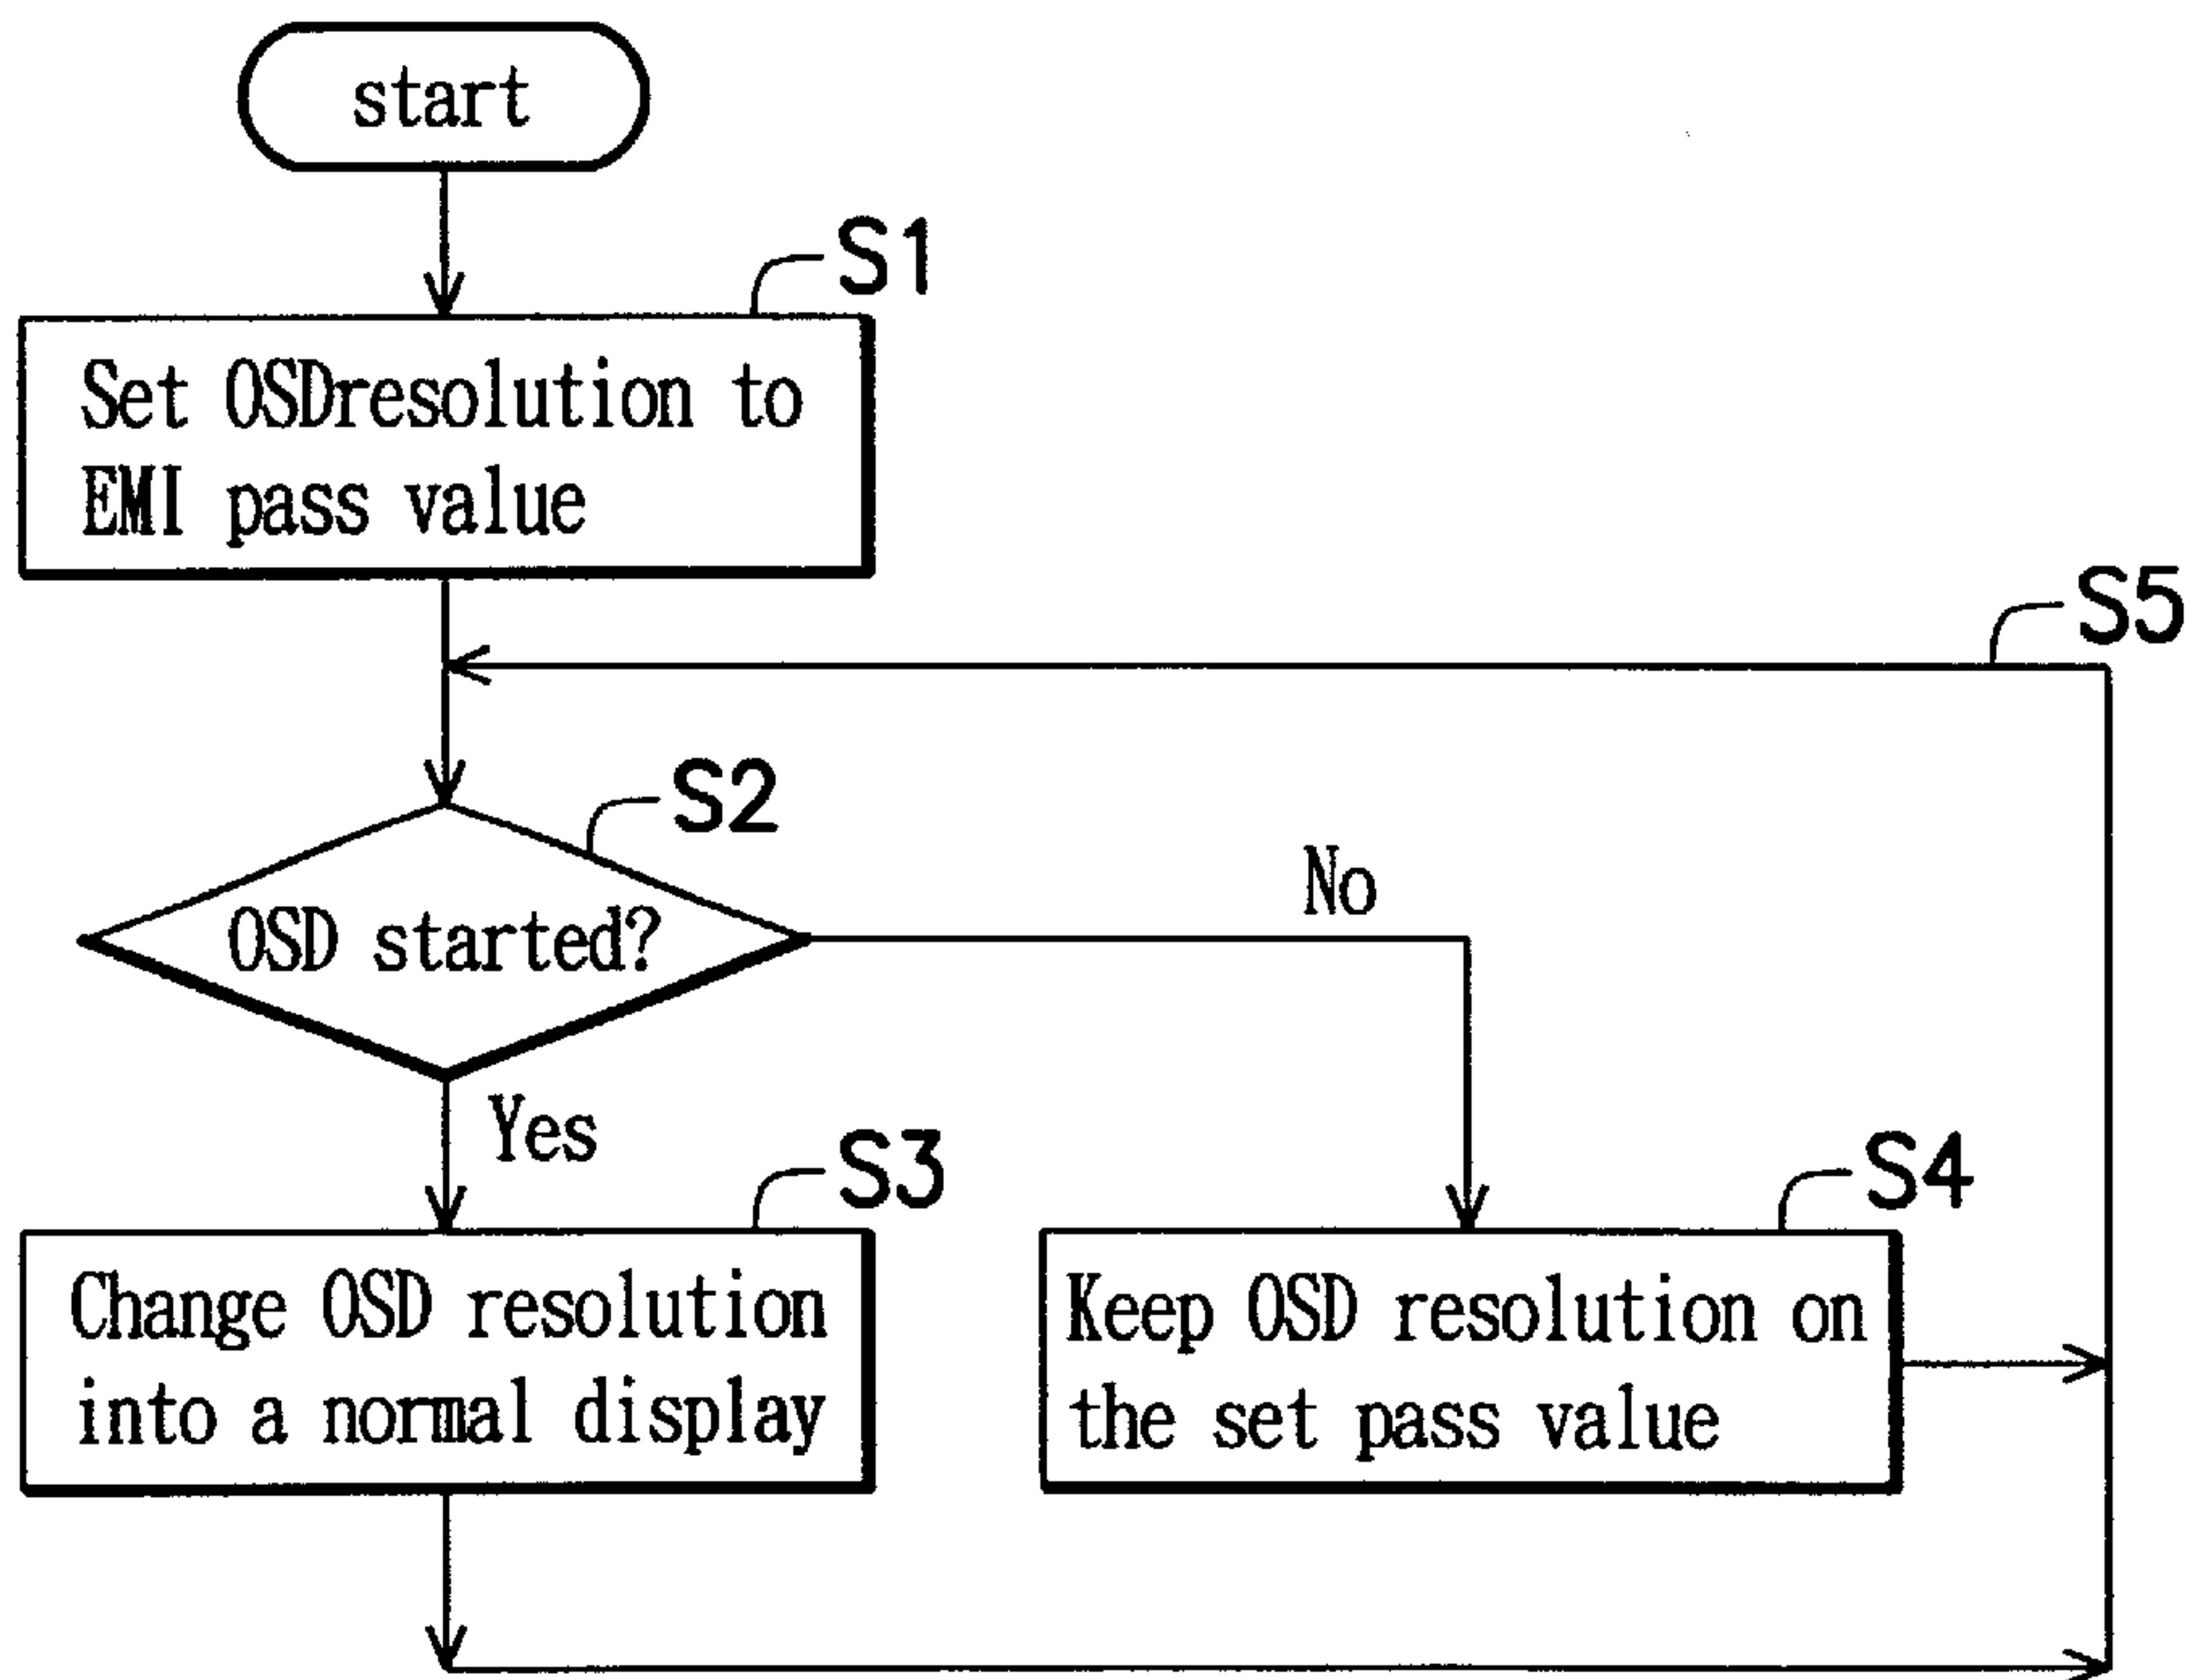 start
S1
Set OSDresolution to
EMI pass value
S5
S2
OSD started?
No
Yes
S3
S4
Change OSD resolution
into a normal display
Keep OSD resolution on
the set pass value